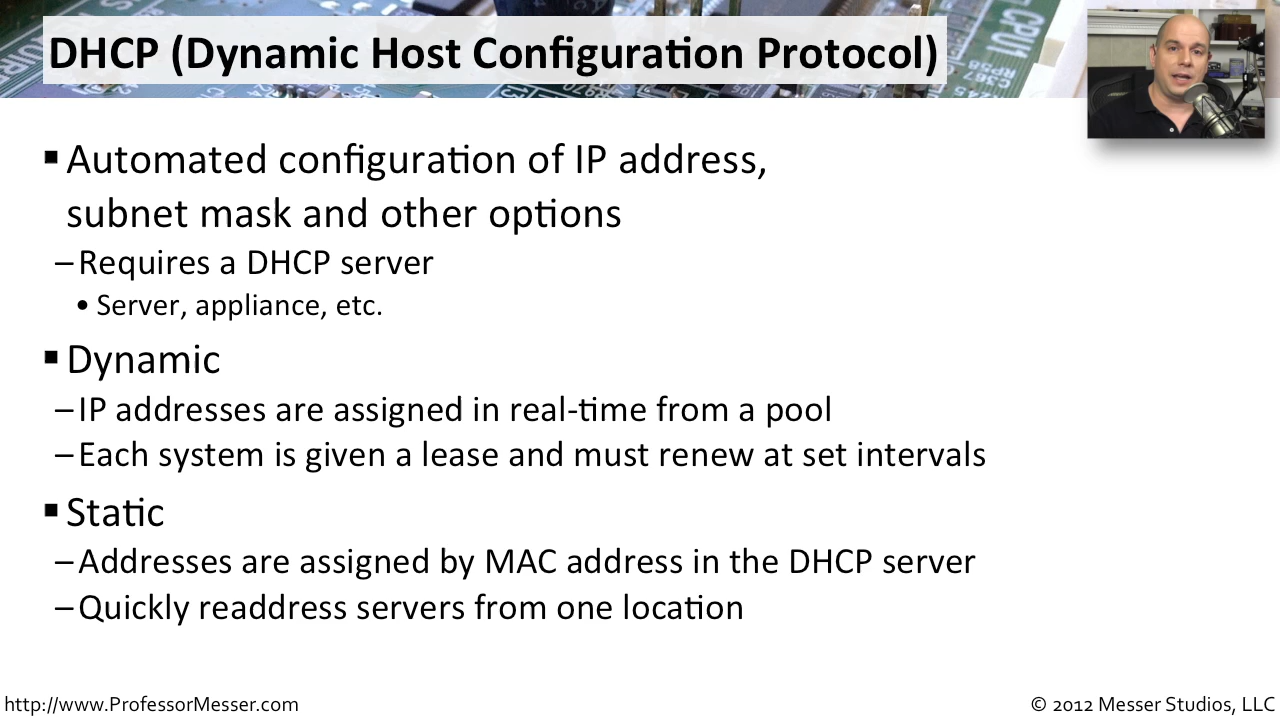 DHCP (Dynamic Host Configuration Protocol)
▪ Automated configuration of IP address,
subnet mask and other options
– Requires a DHCP server
• Server, appliance, etc.
▪ Dynamic
– IP addresses are assigned in real-time from a pool
– Each system is given a lease and must renew at set intervals
▪ Static
– Addresses are assigned by MAC address in the DHCP server
– Quickly readdress servers from one location
http://www.ProfessorMesser.com
© 2012 Messer Studios, LLC